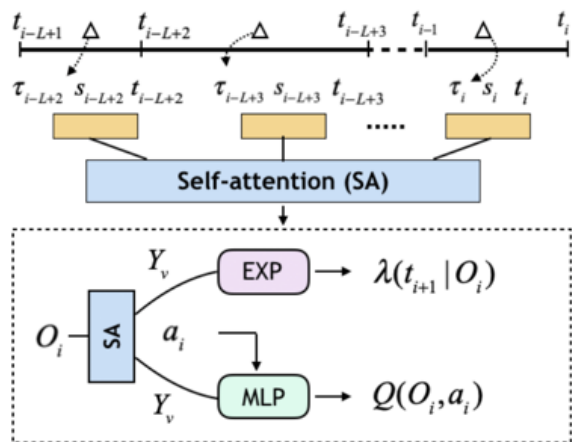 t_{i-L+1} △ t_{i-L+2} △ t_{i-L+3} t_{i-1} △ t_i
τ_{i-L+2} s_{i-L+2} t_{i-L+2} τ_{i-L+3} s_{i-L+3} t_{i-L+3} τ_i s_i t_i
.....
Self-attention (SA)
Y_v EXP λ(t_{i+1} | O_i)
O_i SA a_i
Y_v MLP Q(O_i, a_i)